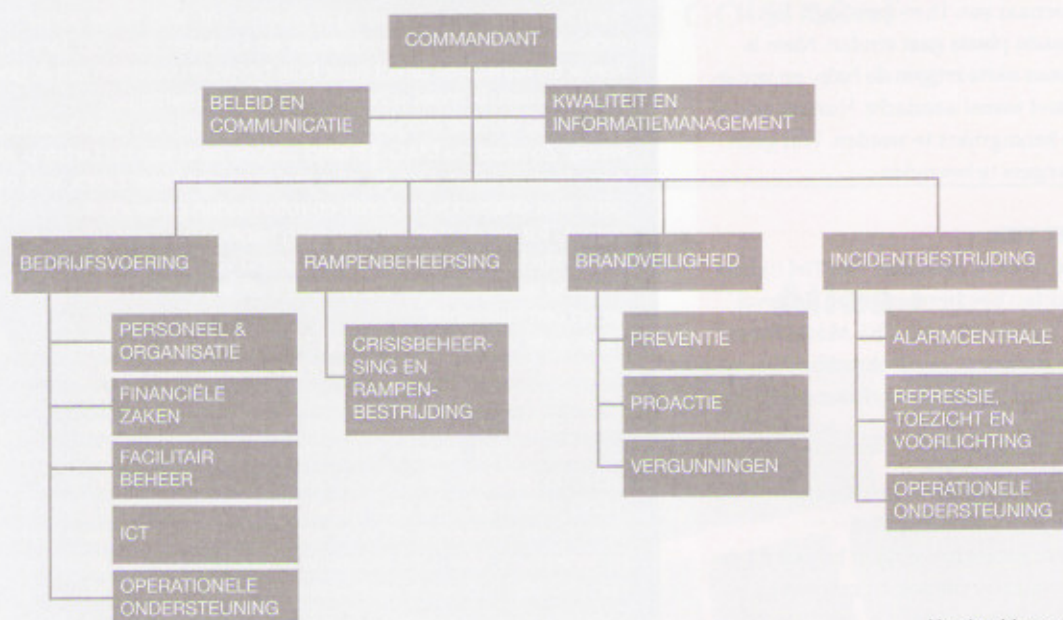 COMMANDANT
BELEID EN
COMMUNICATIE
KWALITEIT EN
INFORMATIEMANAGEMENT
BEDRIJFSVOERING
PERSONEEL &
ORGANISATIE
FINANCIËLE
ZAKEN
FACILITAIR
BEHEER
ICT
OPERATIONELE
ONDERSTEUNING
RAMPENBEHEERSING
CRISISBEHEER-
SING EN
RAMPEN-
BESTRIJDING
BRANDVEILIGHEID
PREVENTIE
PROACTIE
VERGUNNINGEN
INCIDENTBESTRIJDING
ALARMCENTRALE
REPRESSIE,
TOEZICHT EN
VOORLICHTING
OPERATIONELE
ONDERSTEUNING